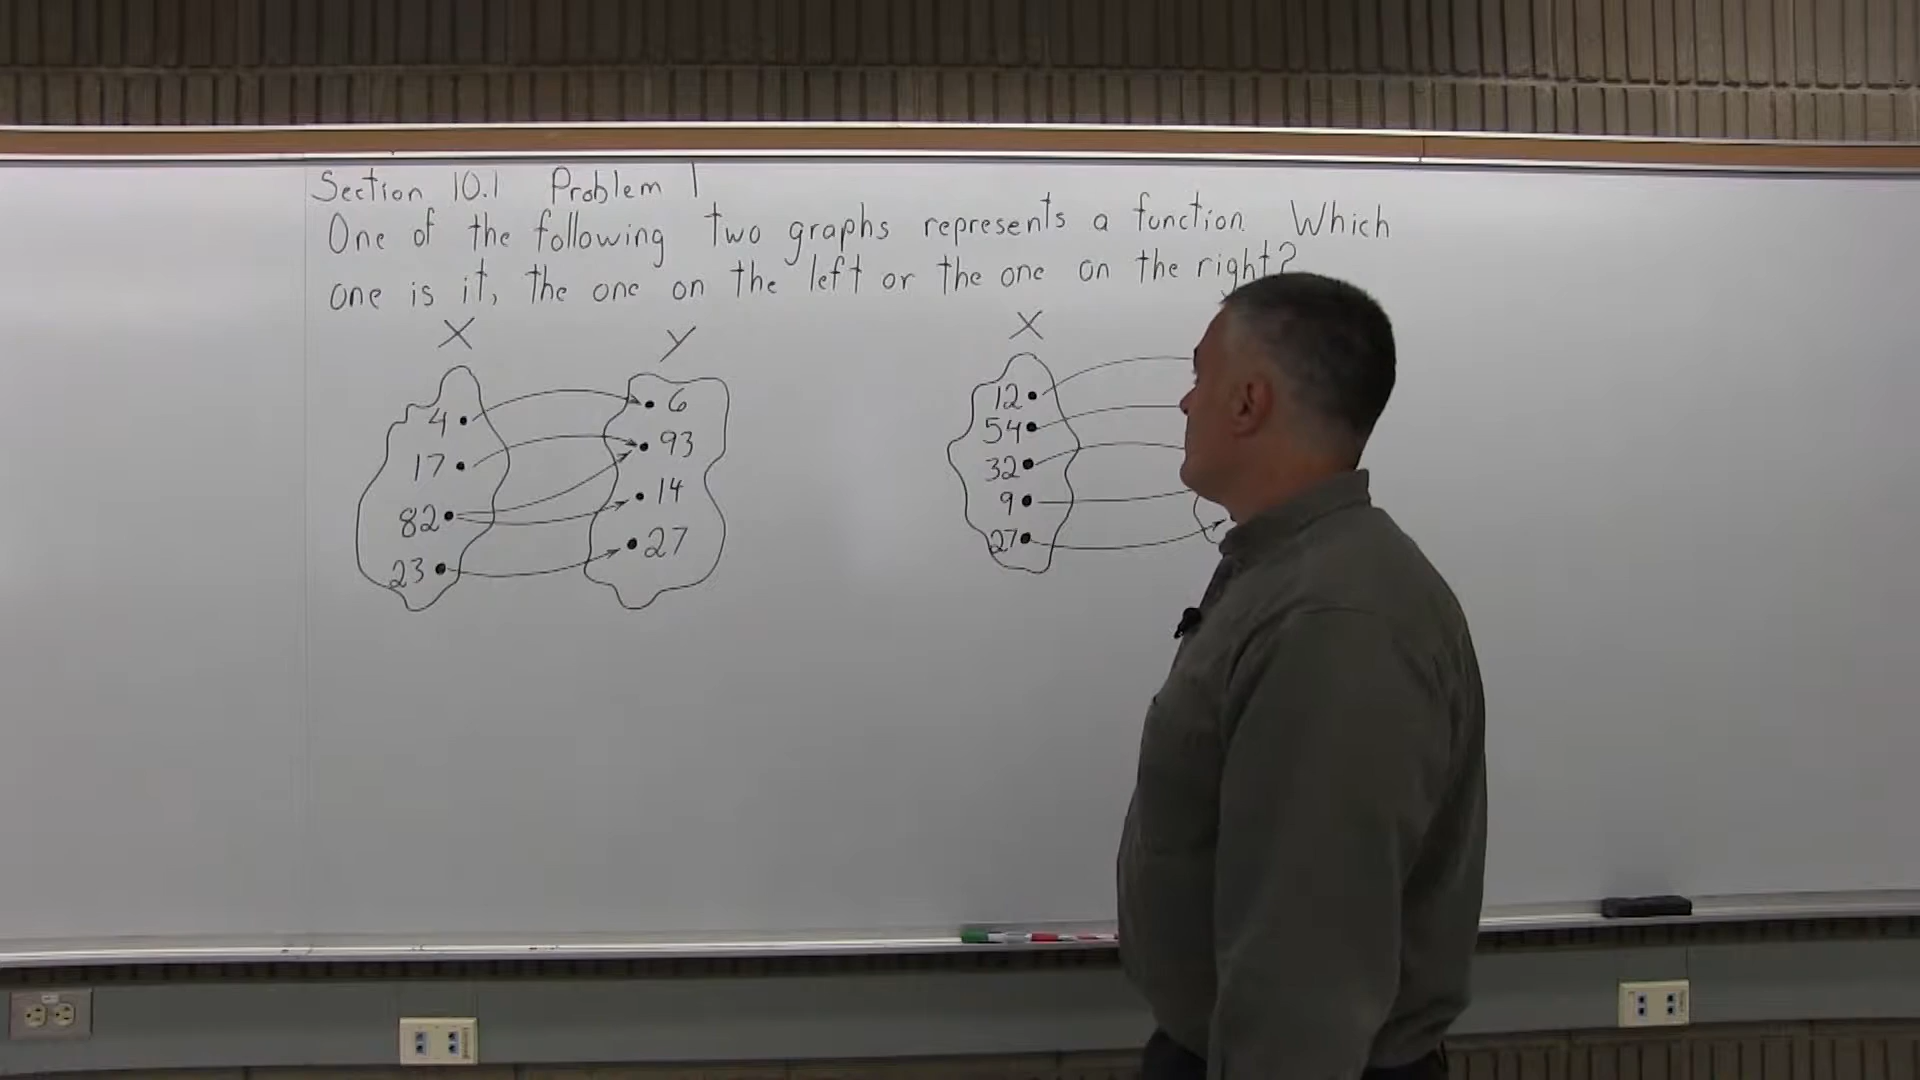 Section 10.1 Problem 1
One of the following two graphs represents a function. Which
one is it, the one on the left or the one on the right?
X Y
4 6
17 93
82 14
23 27
X
12
54
32
9
27